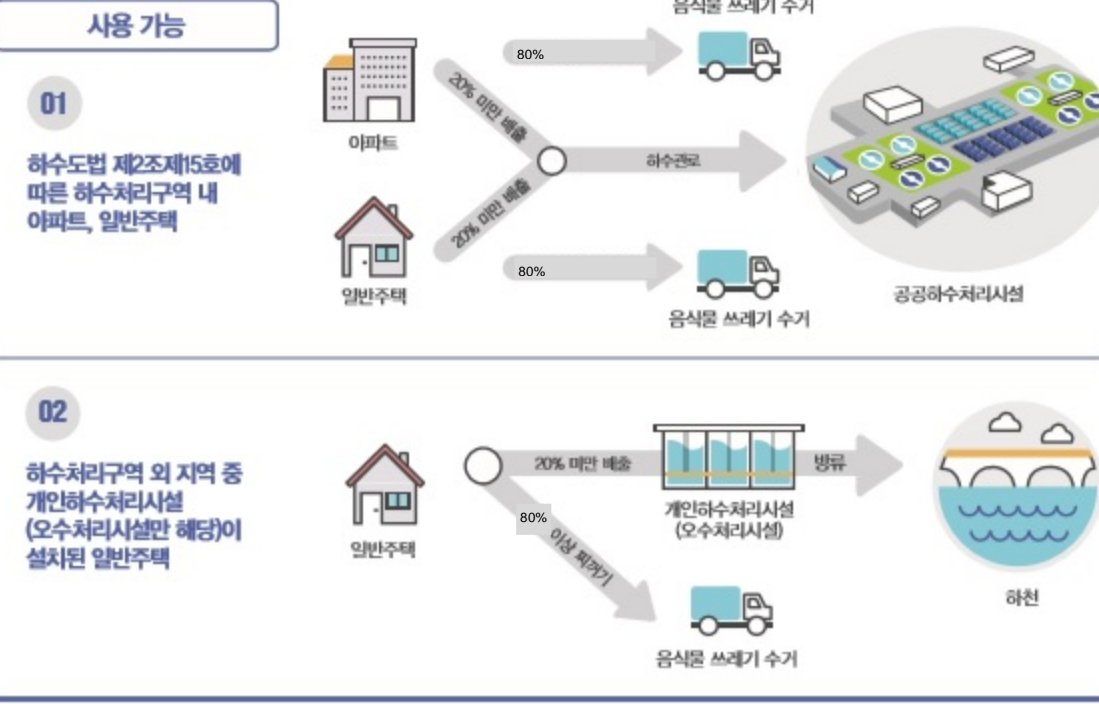 사용 가능
음식물 쓰레기 수거
80%
01
20% 미만 배출
아파트
하수도법 제2조제15호에
따른 하수처리구역 내
아파트, 일반주택
하수관로
20% 미만 배출
80%
일반주택
음식물 쓰레기 수거
공공하수처리시설
02
하수처리구역 외 지역 중
개인하수처리시설
(오수처리시설만 해당)이
설치된 일반주택
일반주택
20% 미만 배출
방류
개인하수처리시설
(오수처리시설)
80%
이상 찌꺼기
하천
음식물 쓰레기 수거